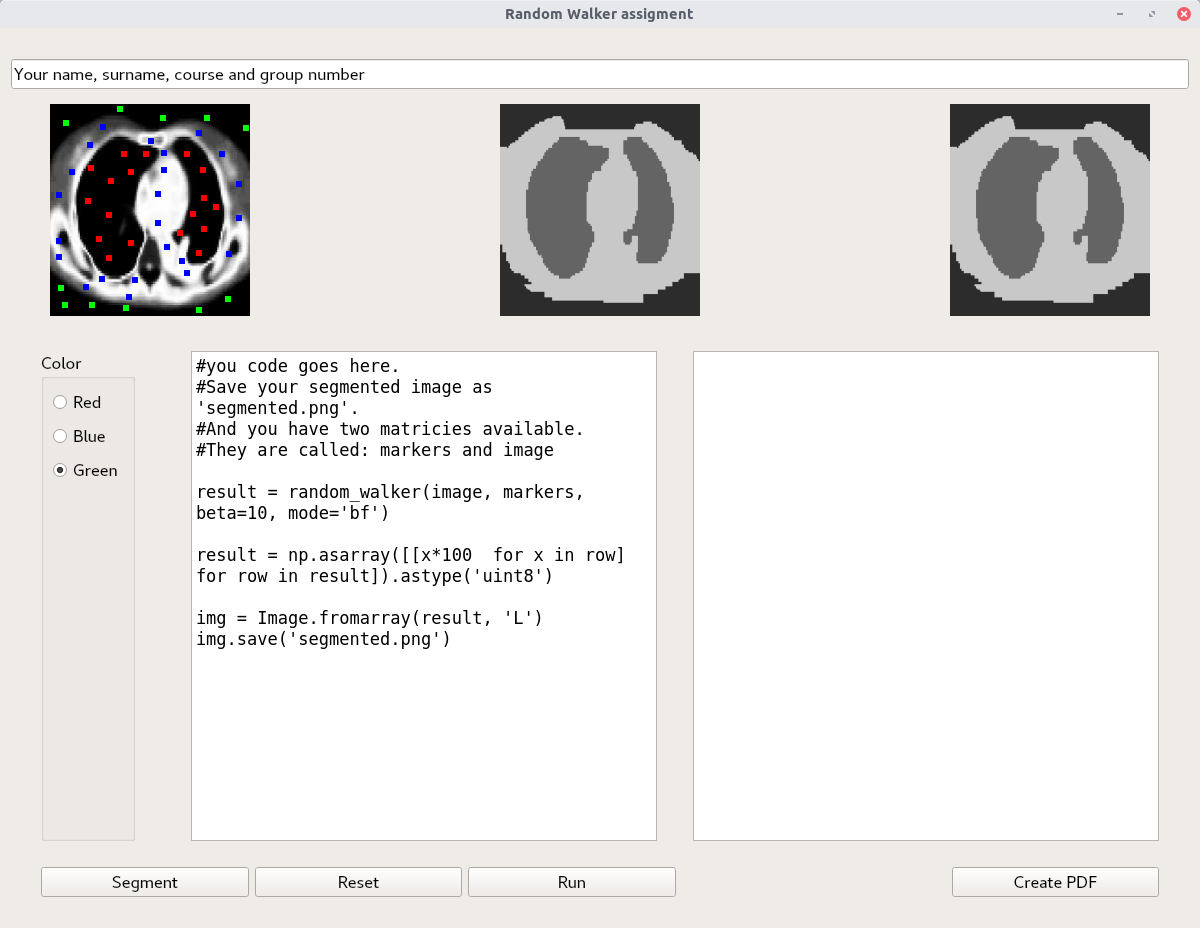 Random Walker assigment
Your name, surname, course and group number
Color
Red
Blue
Green
#you code goes here.
#Save your segmented image as
'segmented.png'.
#And you have two matricies available.
#They are called: markers and image
result = random_walker(image, markers,
beta=10, mode='bf')
result = np.asarray([[x*100  for x in row]
for row in result]).astype('uint8')
img = Image.fromarray(result, 'L')
img.save('segmented.png')
Segment
Reset
Run
Create PDF